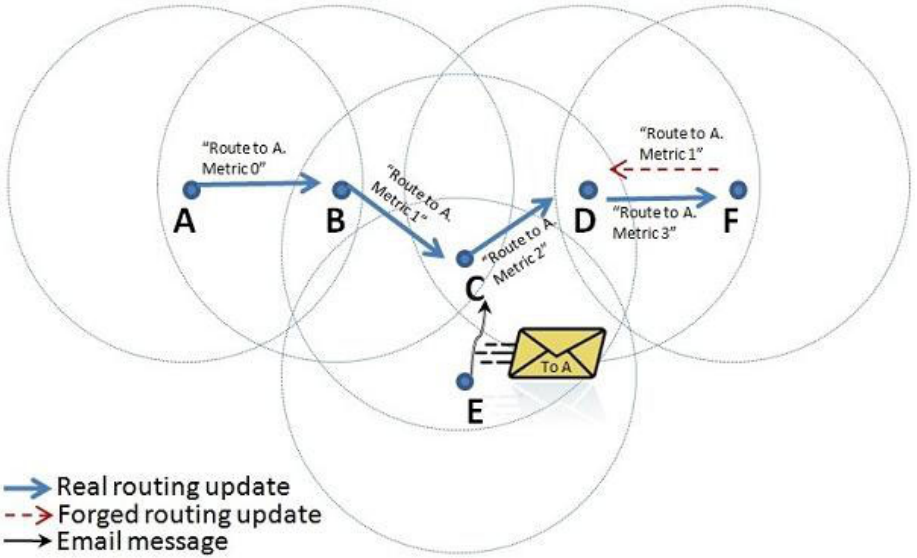 "Route to A.
Metric 0"
"Route to A.
Metric 1"
"Route to A.
Metric 2"
"Route to A.
Metric 1"
"Route to A.
Metric 3"
A
B
C
D
F
E
To A
Real routing update
Forged routing update
Email message